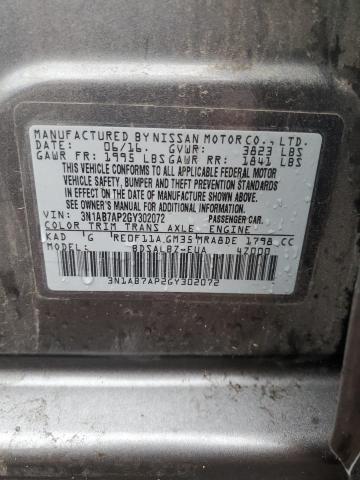 MANUFACTURED BY NISSAN MOTOR CO., LTD.
DATE: 06/16. GVWR: 3823 LBS
GAWR FR: 1995 LBS GAWR RR: 1841 LBS
THIS VEHICLE CONFORMS TO ALL APPLICABLE FEDERAL MOTOR
VEHICLE SAFETY, BUMPER AND THEFT PREVENTION STANDARDS
IN EFFECT ON THE DATE OF MANUFACTURE SHOWN ABOVE.
SEE OWNER'S MANUAL FOR ADDITIONAL INFORMATION
VIN: 3N1AB7AP2GY302072 PASSENGER CAR.
COLOR TRIM TRANS AXLE ENGINE
KAD G RE0F11A GM35 MRA8DE 1798 CC
MODEL: BDSALBZ-EUA 47000
3N1AB7AP2GY302072